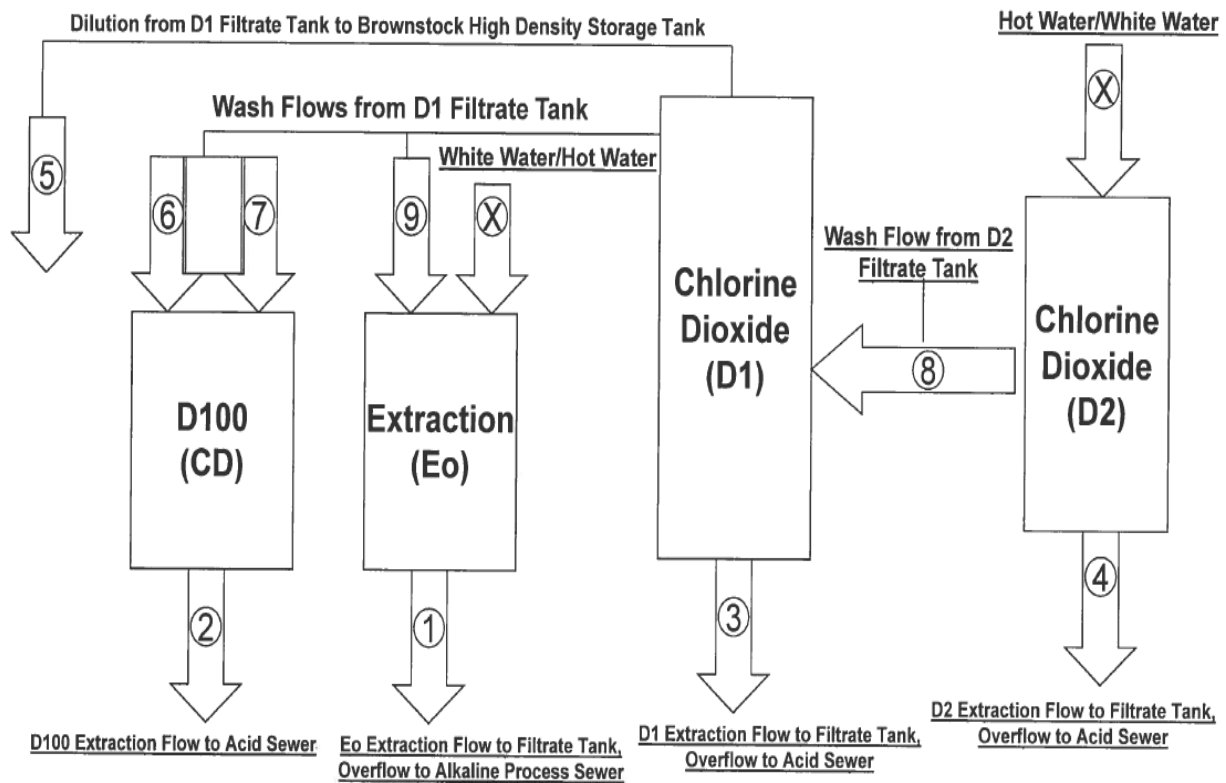 Dilution from D1 Filtrate Tank to Brownstock High Density Storage Tank
Hot Water/White Water
X
Wash Flows from D1 Filtrate Tank
White Water/Hot Water
5
6
7
9
X
Wash Flow from D2
Filtrate Tank
8
D100
(CD)
Extraction
(Eo)
Chlorine
Dioxide
(D1)
Chlorine
Dioxide
(D2)
2
1
3
4
D100 Extraction Flow to Acid Sewer
Eo Extraction Flow to Filtrate Tank,
Overflow to Alkaline Process Sewer
D1 Extraction Flow to Filtrate Tank,
Overflow to Acid Sewer
D2 Extraction Flow to Filtrate Tank,
Overflow to Acid Sewer